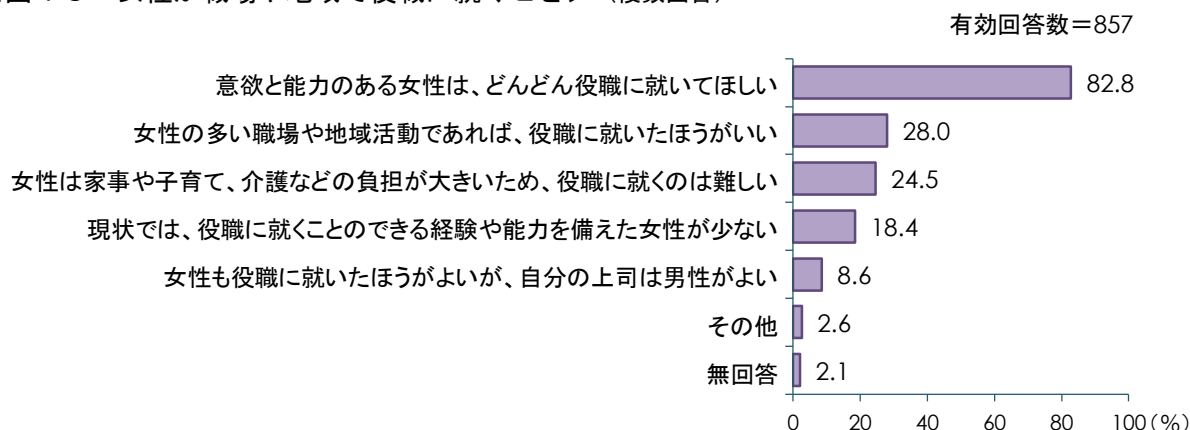 (複数回答)
有効回答数=857
意欲と能力のある女性は、どんどん役職に就いてほしい 82.8
女性の多い職場や地域活動であれば、役職に就いたほうがいい 28.0
女性は家事や子育て、介護などの負担が大きいため、役職に就くのは難しい 24.5
現状では、役職に就くことのできる経験や能力を備えた女性が少ない 18.4
女性も役職に就いたほうがよいが、自分の上司は男性がよい 8.6
その他 2.6
無回答 2.1
0 20 40 60 80 100(%)